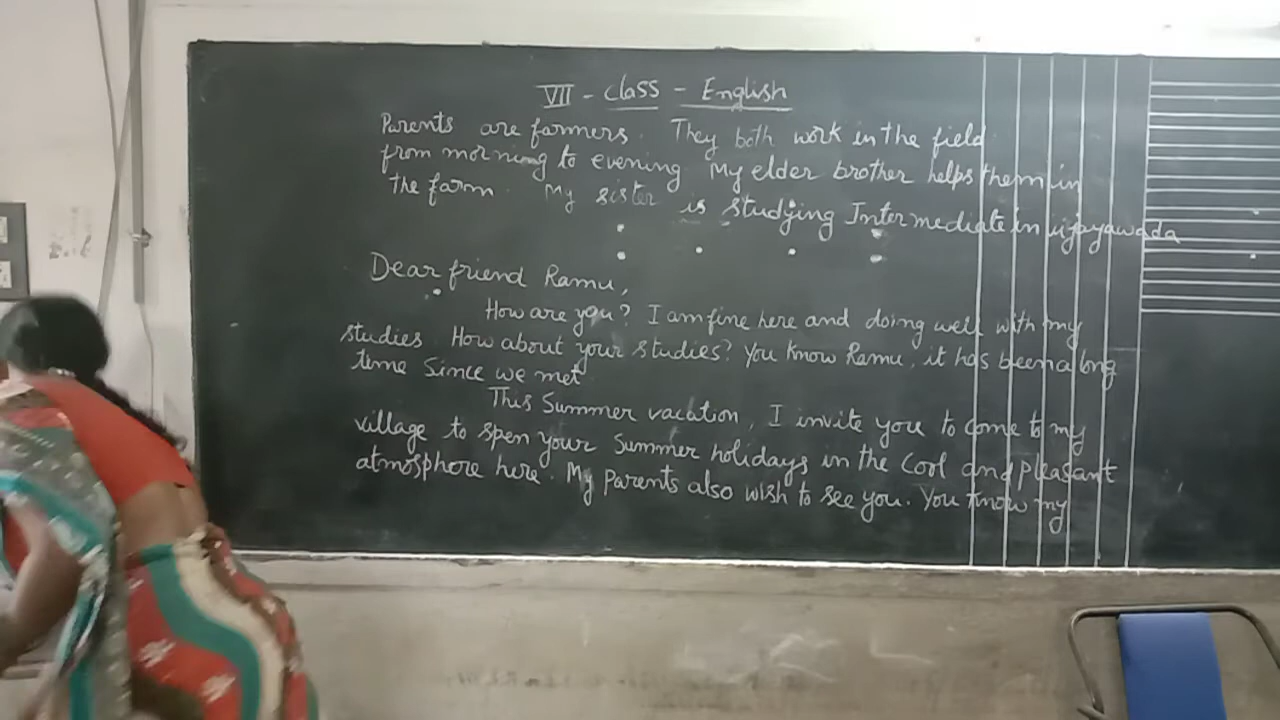 VII - class - English
Parents are farmers. They both work in the field
from morning to evening My elder brother helps them in
the farm. My sister is studying Intermediate in vijayawada
Dear friend Ramu,
How are you? I am fine here and doing well with my
studies. How about your studies? You know Ramu, it has been a long
time since we met
This Summer vacation, I invite you to come to my
village to spen your Summer holidays in the cool and pleasant
atmosphere here. My parents also wish to see you. You know my